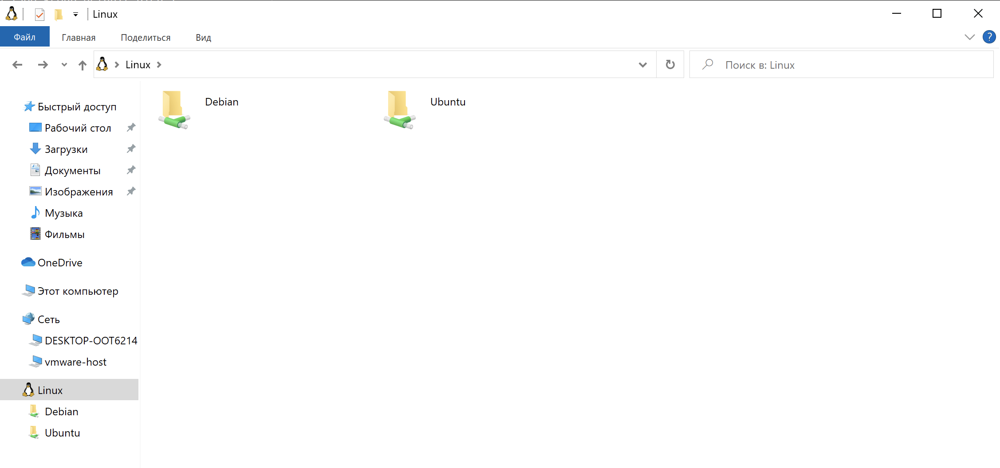 Linux
Файл Главная Поделиться Вид ?
Linux Поиск в: Linux
Debian Ubuntu
Быстрый доступ
Рабочий стол
Загрузки
Документы
Изображения
Музыка
Фильмы
OneDrive
Этот компьютер
Сеть
DESKTOP-OOT6214
vmware-host
Linux
Debian
Ubuntu